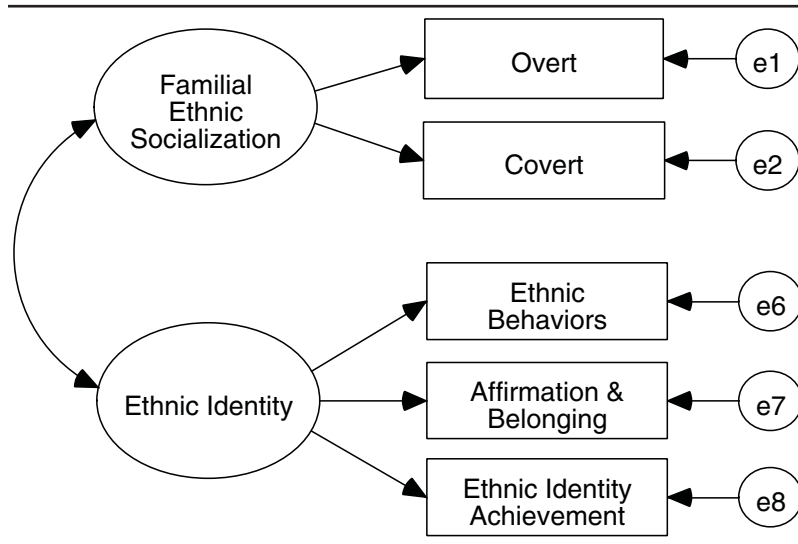 Familial
Ethnic
Socialization
Overt
e1
Covert
e2
Ethnic Identity
Ethnic
Behaviors
e6
Affirmation &
Belonging
e7
Ethnic Identity
Achievement
e8